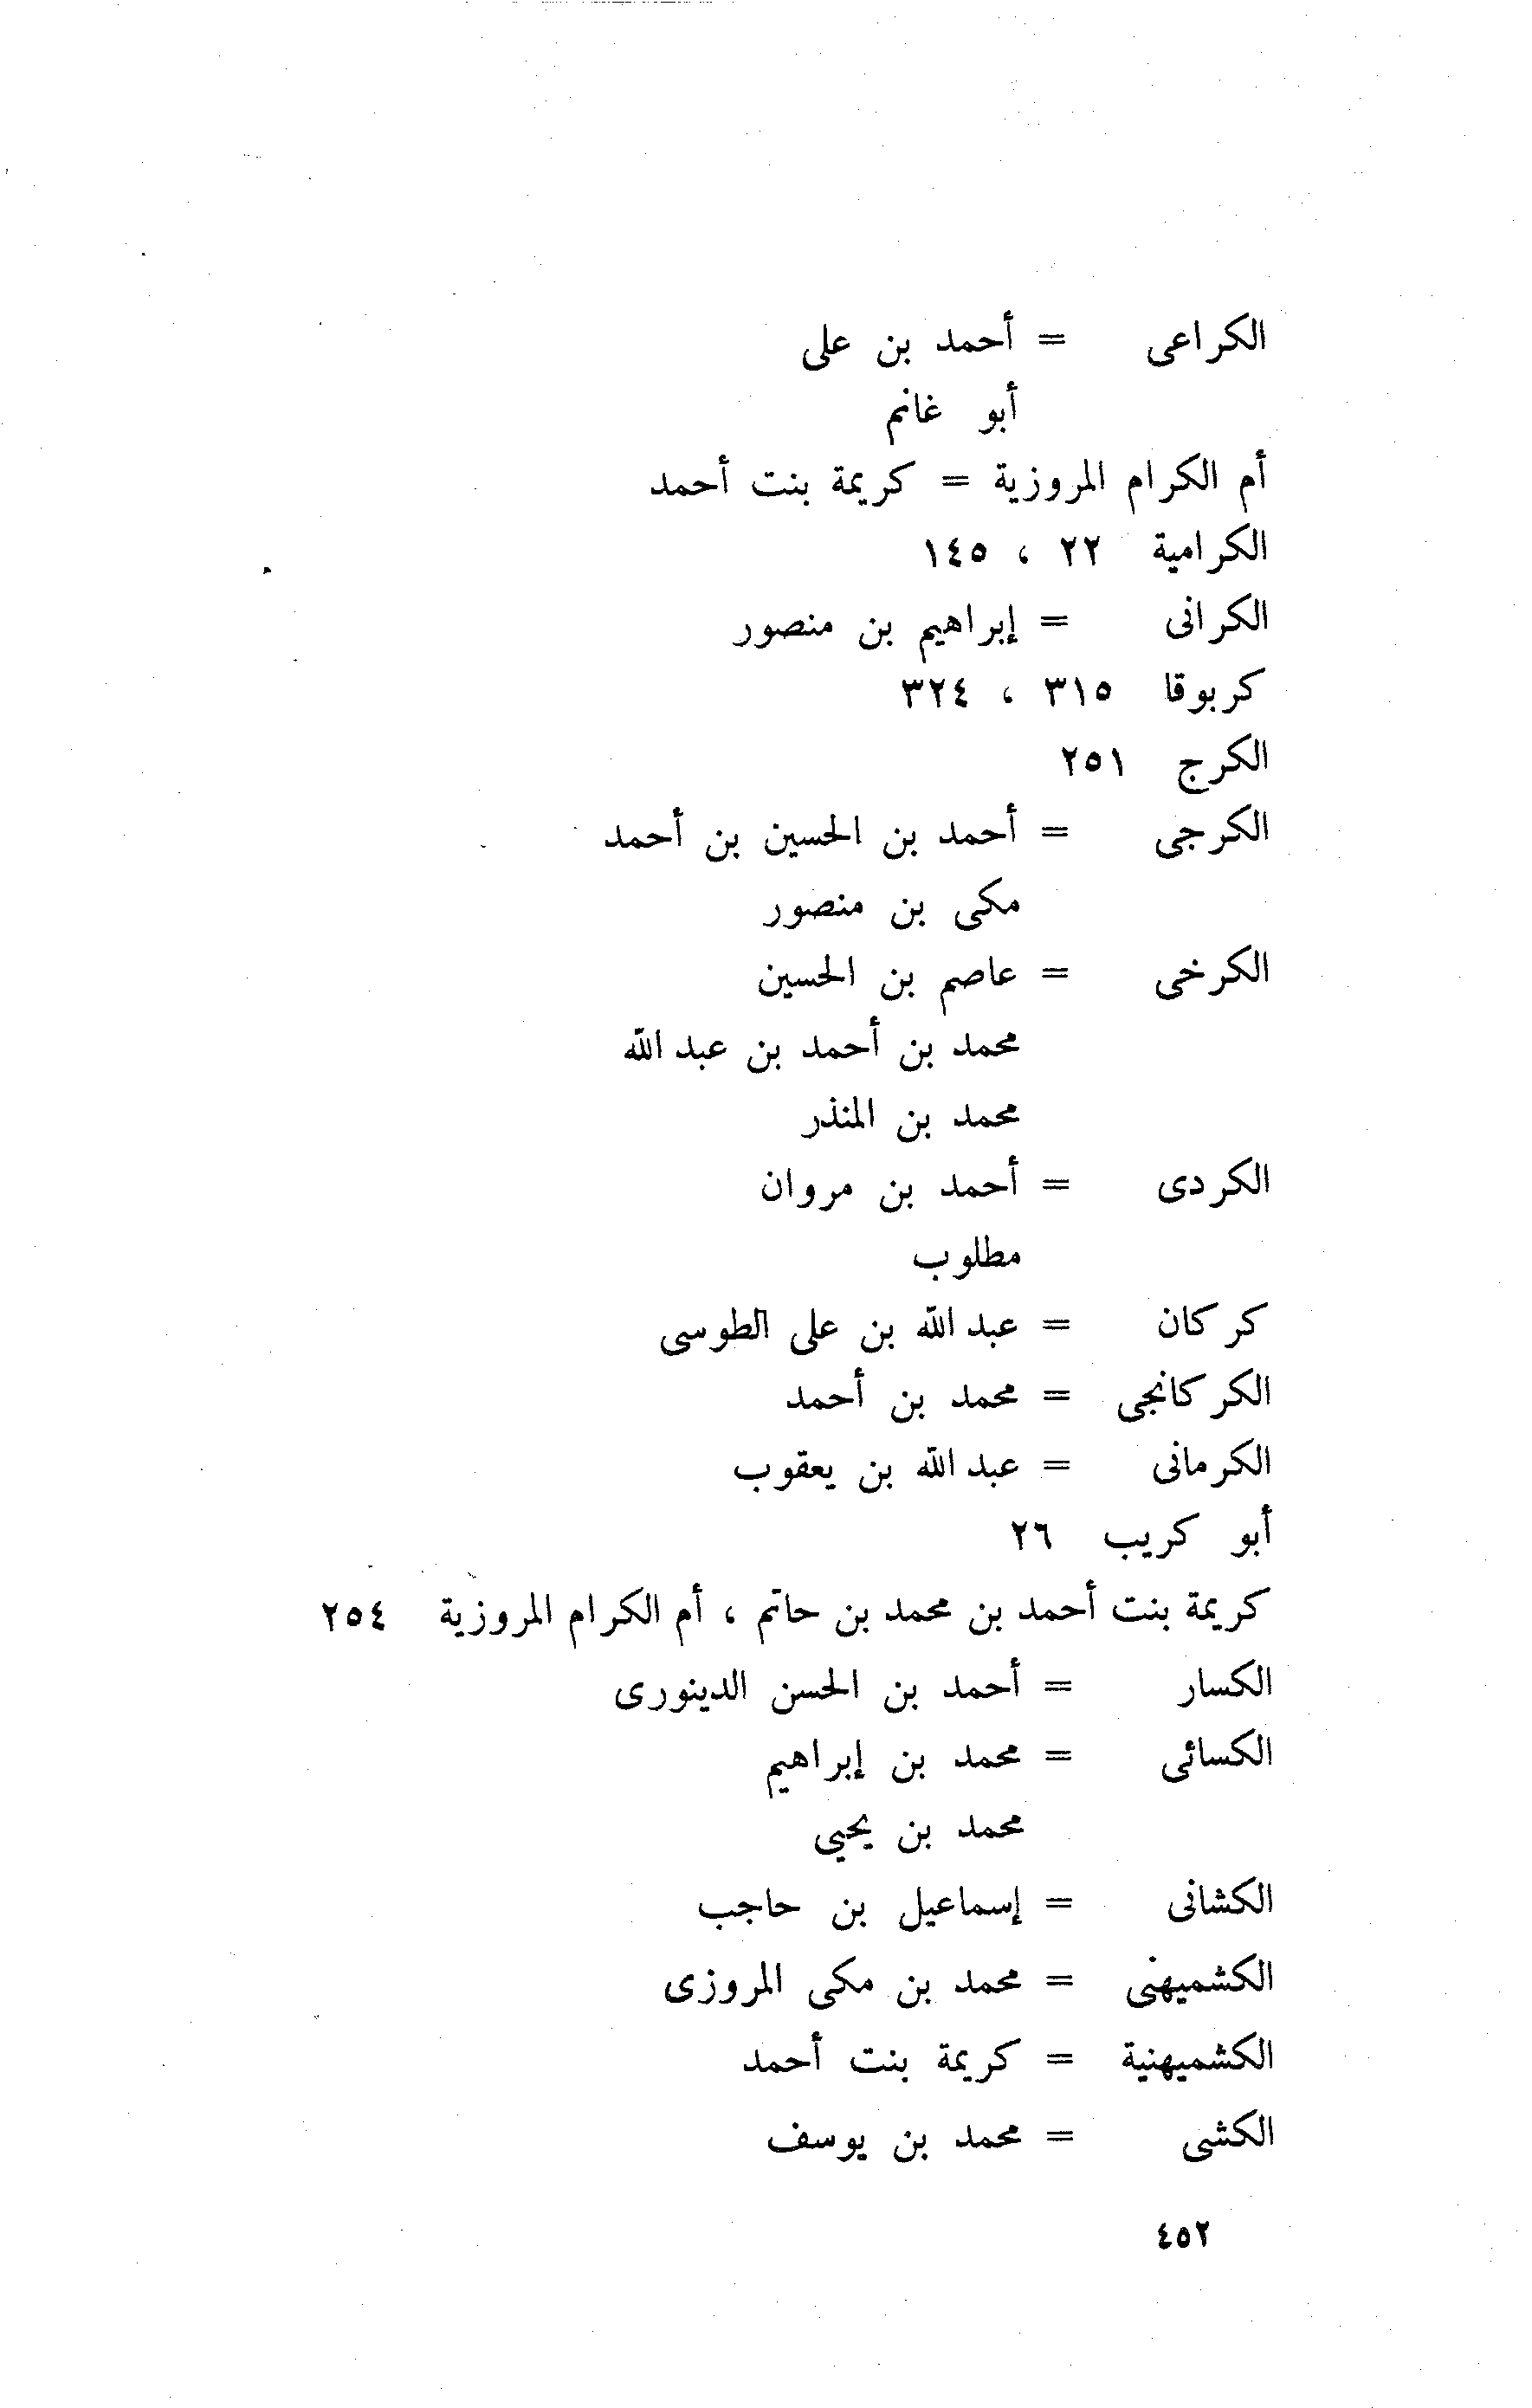 الكراعى = أحمد بن على
أبو غانم
أم الكرام المروزية = كريمة بنت أحمد
الكرامية ٢٢ ، ١٤٥
الكرانى = إبراهيم بن منصور
كربوقا ٣١٥ ، ٣٢٤
الكرج ٢٥١
الكرجى = أحمد بن الحسين بن أحمد
مكى بن منصور
الكرخى = عاصم بن الحسين
محمد بن أحمد بن عبد الله
محمد بن المنذر
الكردى = أحمد بن مروان
مطلوب
كركان = عبد الله بن على الطوسى
الكركانجى = محمد بن أحمد
الكرمانى = عبد الله بن يعقوب
أبو كريب ٢٦
كريمة بنت أحمد بن محمد بن حاتم ، أم الكرام المروزية ٢٥٤
الكسار = أحمد بن الحسن الدينورى
الكسائى = محمد بن إبراهيم
محمد بن يحيى
الكشانى = إسماعيل بن حاجب
الكشميهنى = محمد بن مكى المروزى
الكشميهنية = كريمة بنت أحمد
الكشى = محمد بن يوسف
٤٥٢